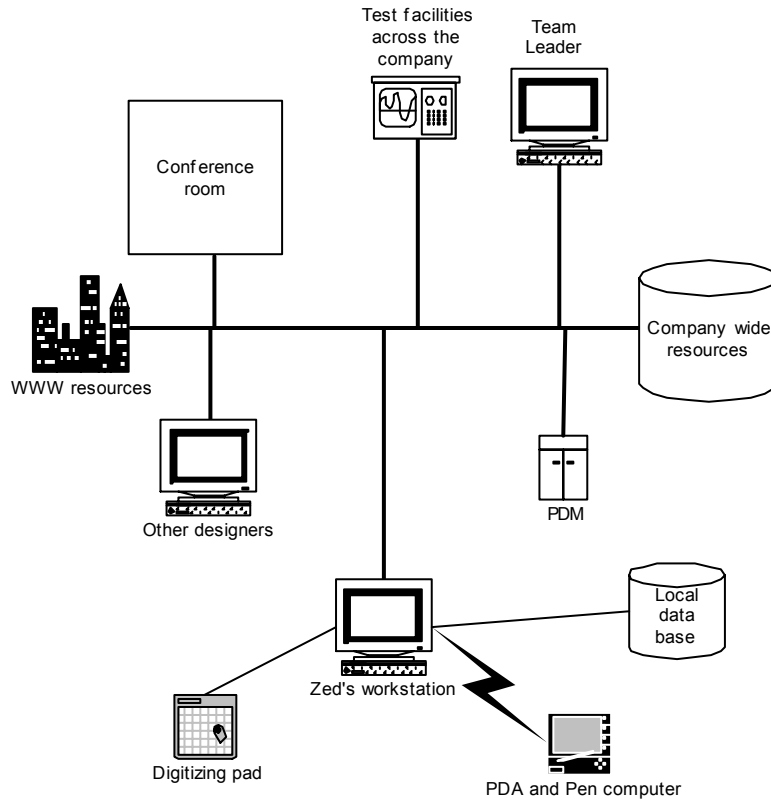 Test facilities
across the
company
Team
Leader
Conference
room
Company wide
resources
WWW resources
Other designers
PDM
Local
data
base
Zed's workstation
Digitizing pad
PDA and Pen computer